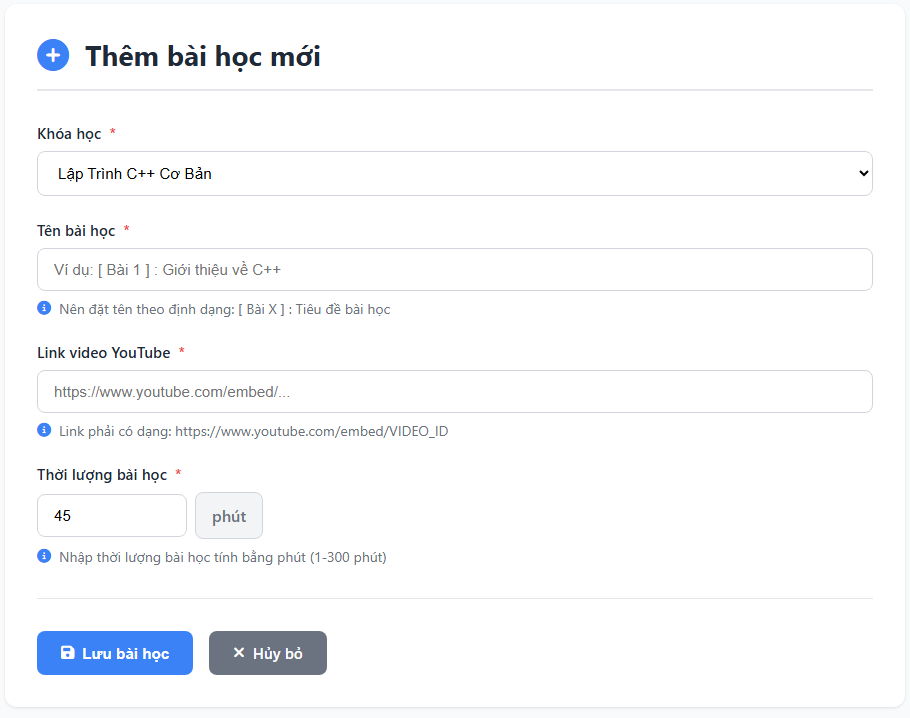 Thêm bài học mới
Khóa học *
Lập Trình C++ Cơ Bản
Tên bài học *
Ví dụ: [ Bài 1 ] : Giới thiệu về C++
Nên đặt tên theo định dạng: [ Bài X ] : Tiêu đề bài học
Link video YouTube *
https://www.youtube.com/embed/...
Link phải có dạng: https://www.youtube.com/embed/VIDEO_ID
Thời lượng bài học *
45 phút
Nhập thời lượng bài học tính bằng phút (1-300 phút)
Lưu bài học
Hủy bỏ